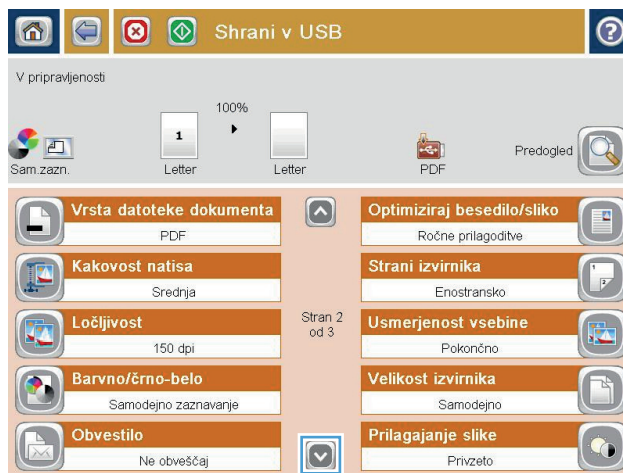 Shrani v USB
V pripravljenosti
100%
1
Sam.zazn.
Letter
Letter
PDF
Predogled
Vrsta datoteke dokumenta
PDF
Kakovost natisa
Srednja
Ločljivost
150 dpi
Barvno/črno-belo
Samodejno zaznavanje
Obvestilo
Ne obveščaj
Stran 2
od 3
Optimiziraj besedilo/sliko
Ročne prilagoditve
Strani izvirnika
Enostransko
Usmerjenost vsebine
Pokončno
Velikost izvirnika
Samodejno
Prilagajanje slike
Privzeto